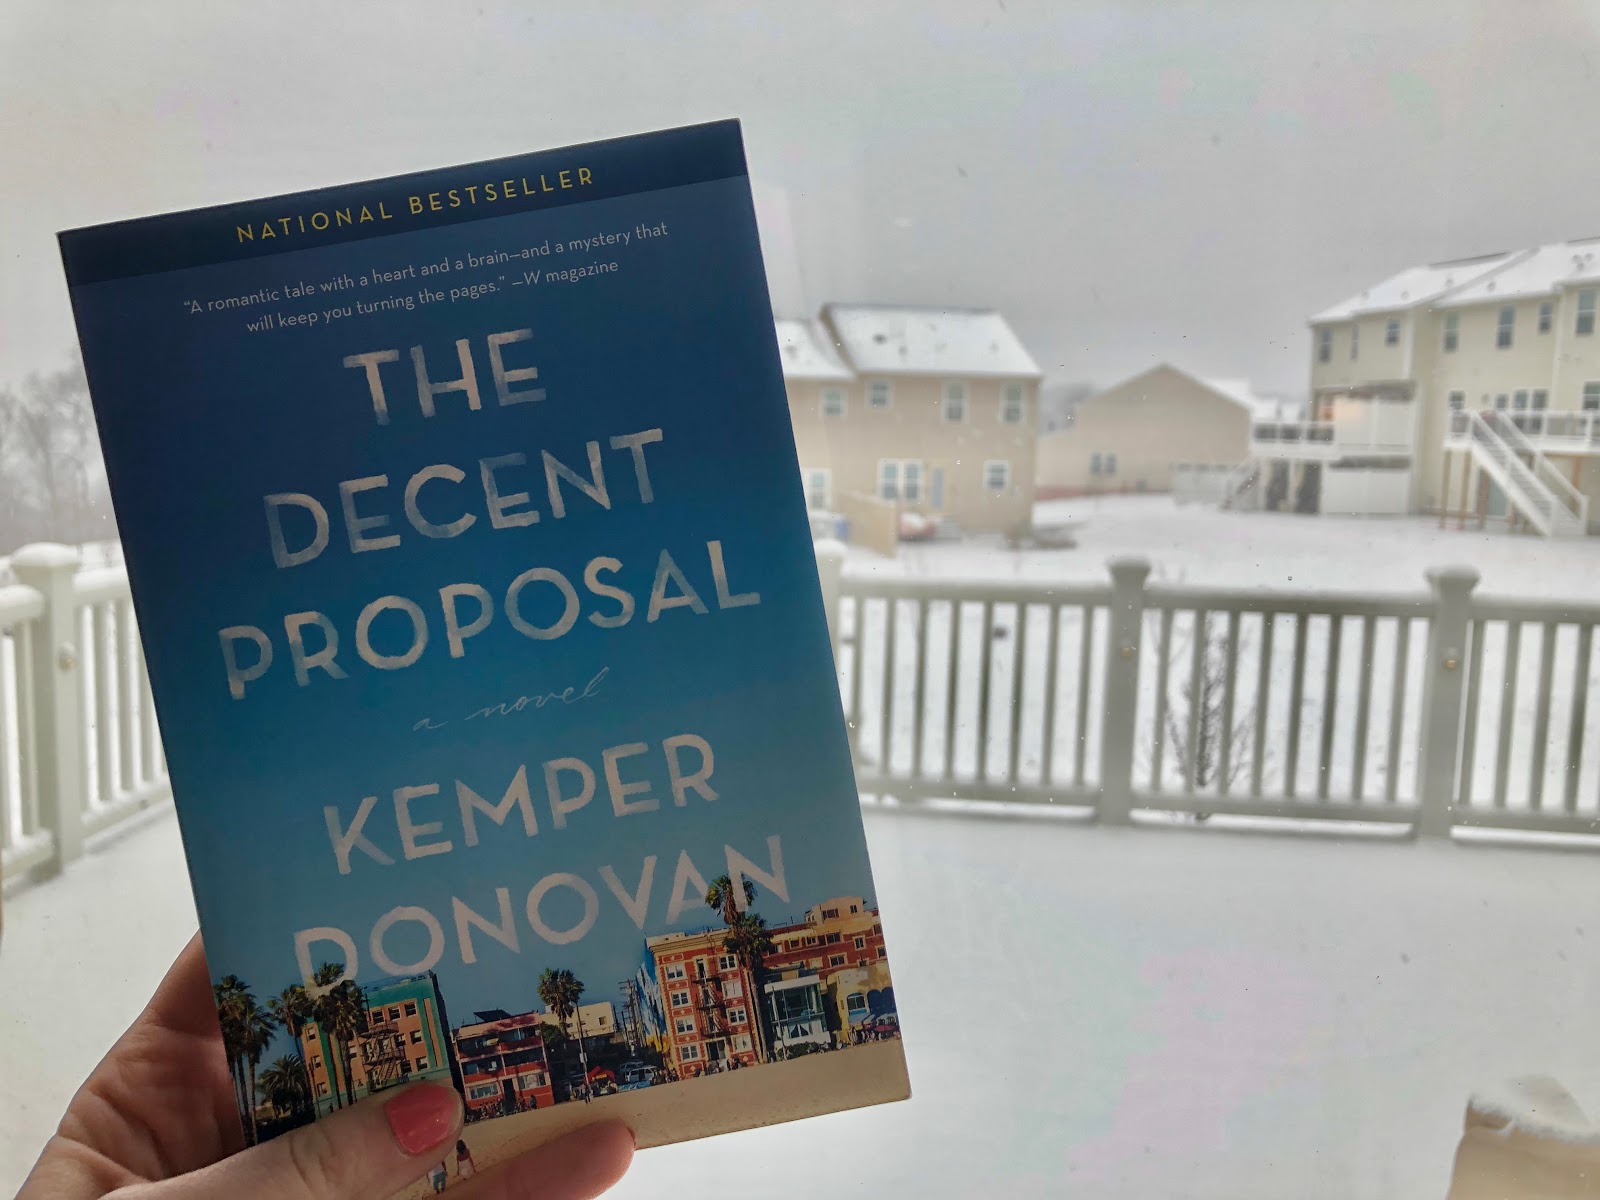 NATIONAL BESTSELLER
“A romantic tale with a heart and a brain—and a mystery that
will keep you turning the pages.” —W magazine
THE
DECENT
PROPOSAL
a novel
KEMPER
DONOVAN